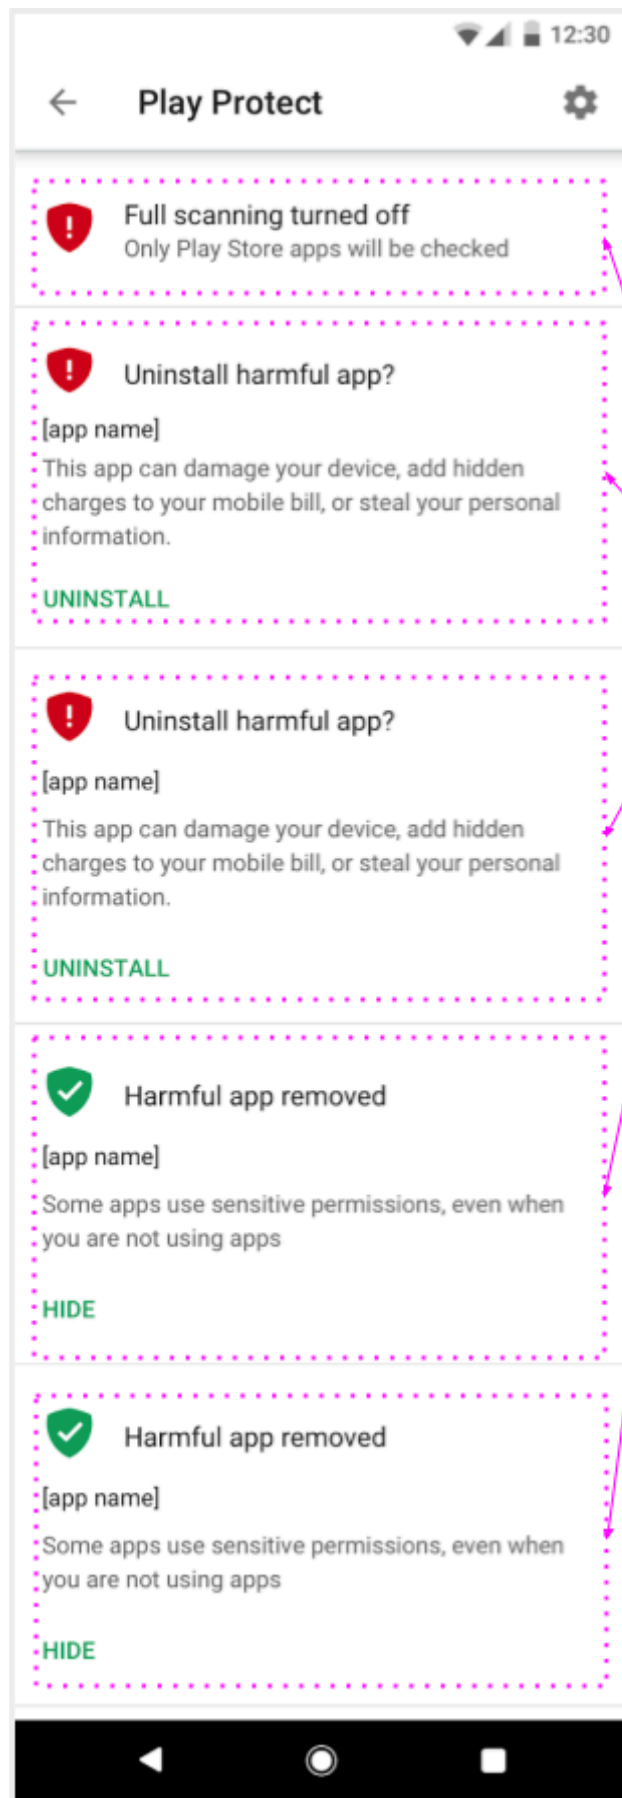 12:30
Play Protect
Full scanning turned off
Only Play Store apps will be checked
Uninstall harmful app?
[app name]
This app can damage your device, add hidden
charges to your mobile bill, or steal your personal
information.
UNINSTALL
Uninstall harmful app?
[app name]
This app can damage your device, add hidden
charges to your mobile bill, or steal your personal
information.
UNINSTALL
Harmful app removed
[app name]
Some apps use sensitive permissions, even when
you are not using apps
HIDE
Harmful app removed
[app name]
Some apps use sensitive permissions, even when
you are not using apps
HIDE